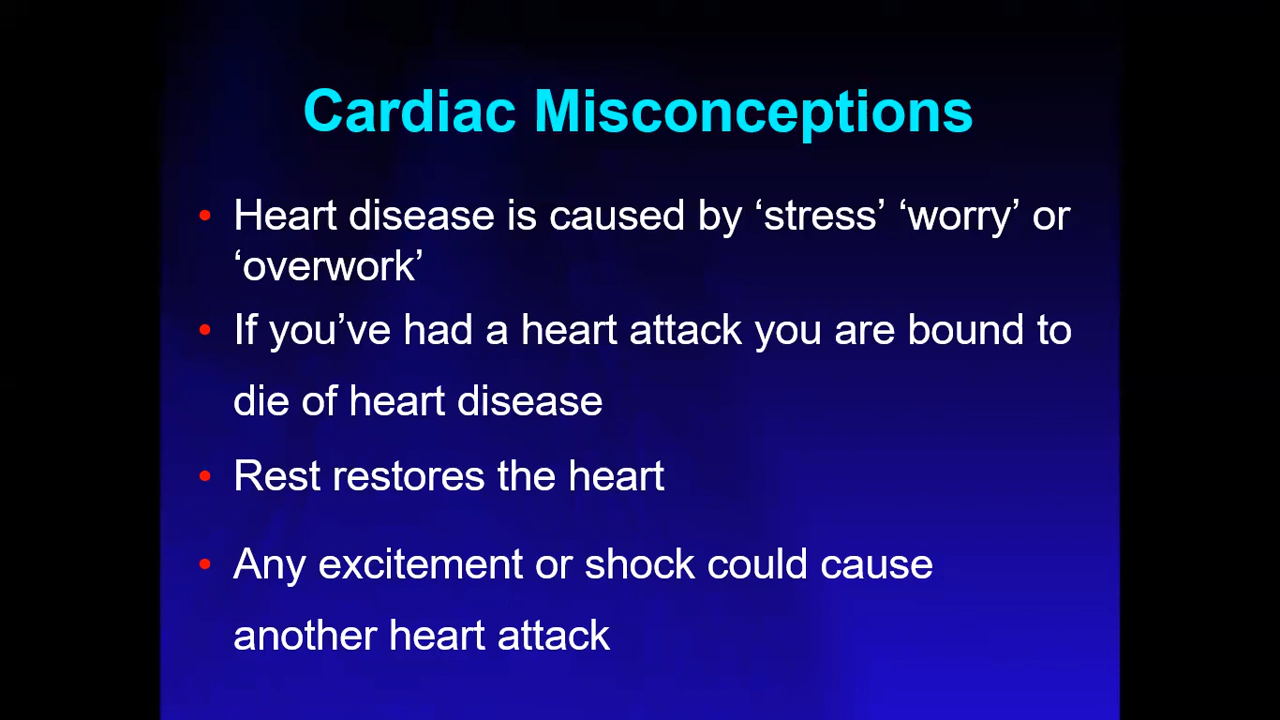 Cardiac Misconceptions
• Heart disease is caused by ‘stress’ ‘worry’ or
‘overwork’
• If you’ve had a heart attack you are bound to
die of heart disease
• Rest restores the heart
• Any excitement or shock could cause
another heart attack